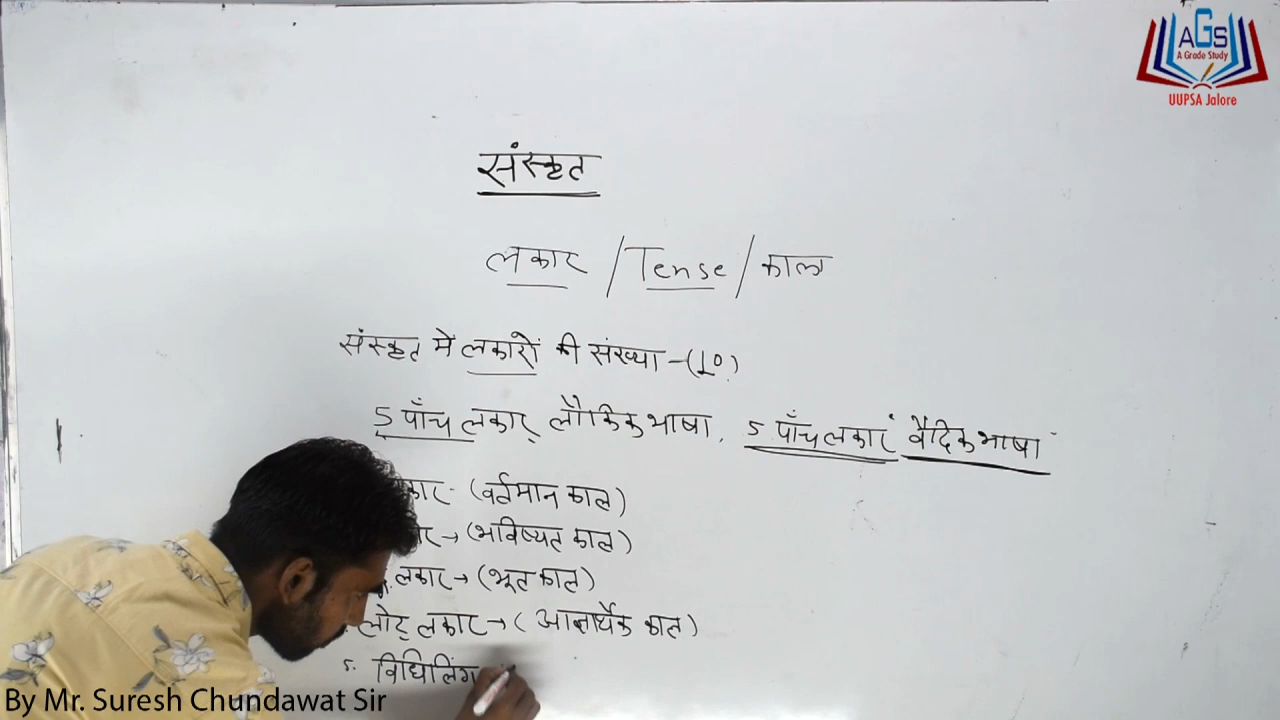 AGS
A Grade Study
UUPSA Jalore
संस्कृत
लकार / Tense / काल
संस्कृत में लकारों की संख्या - (10)
5 पाँच लकार लौकिक भाषा, 5 पाँच लकार वैदिक भाषा
कार - (वर्तमान काल)
र → (भविष्यत काल)
लकार → (भूत काल)
लोट् लकार → (आज्ञार्थक काल)
5. विधिलिंग
By Mr. Suresh Chundawat Sir